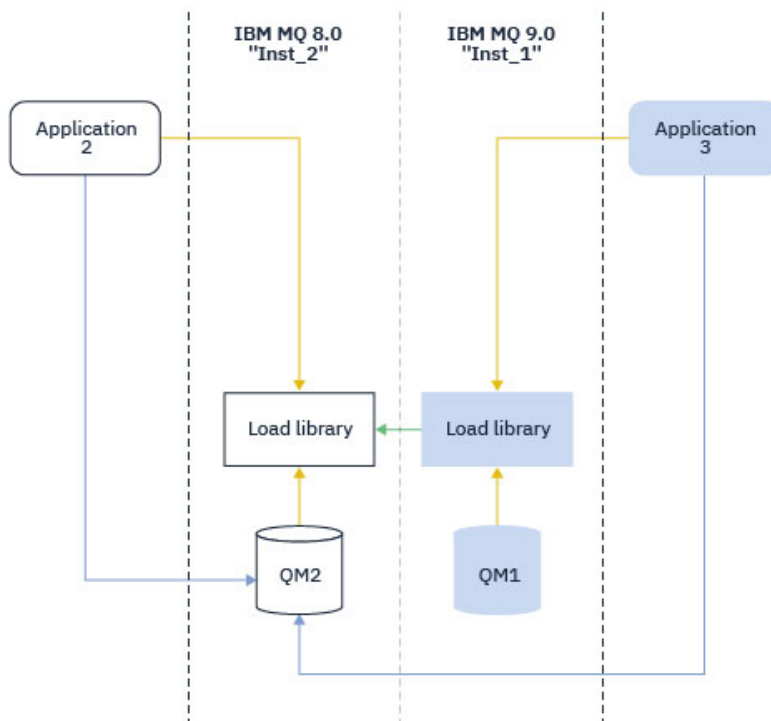 IBM MQ 8.0
"Inst_2"
IBM MQ 9.0
"Inst_1"
Application
2
Application
3
Load library
Load library
QM2
QM1